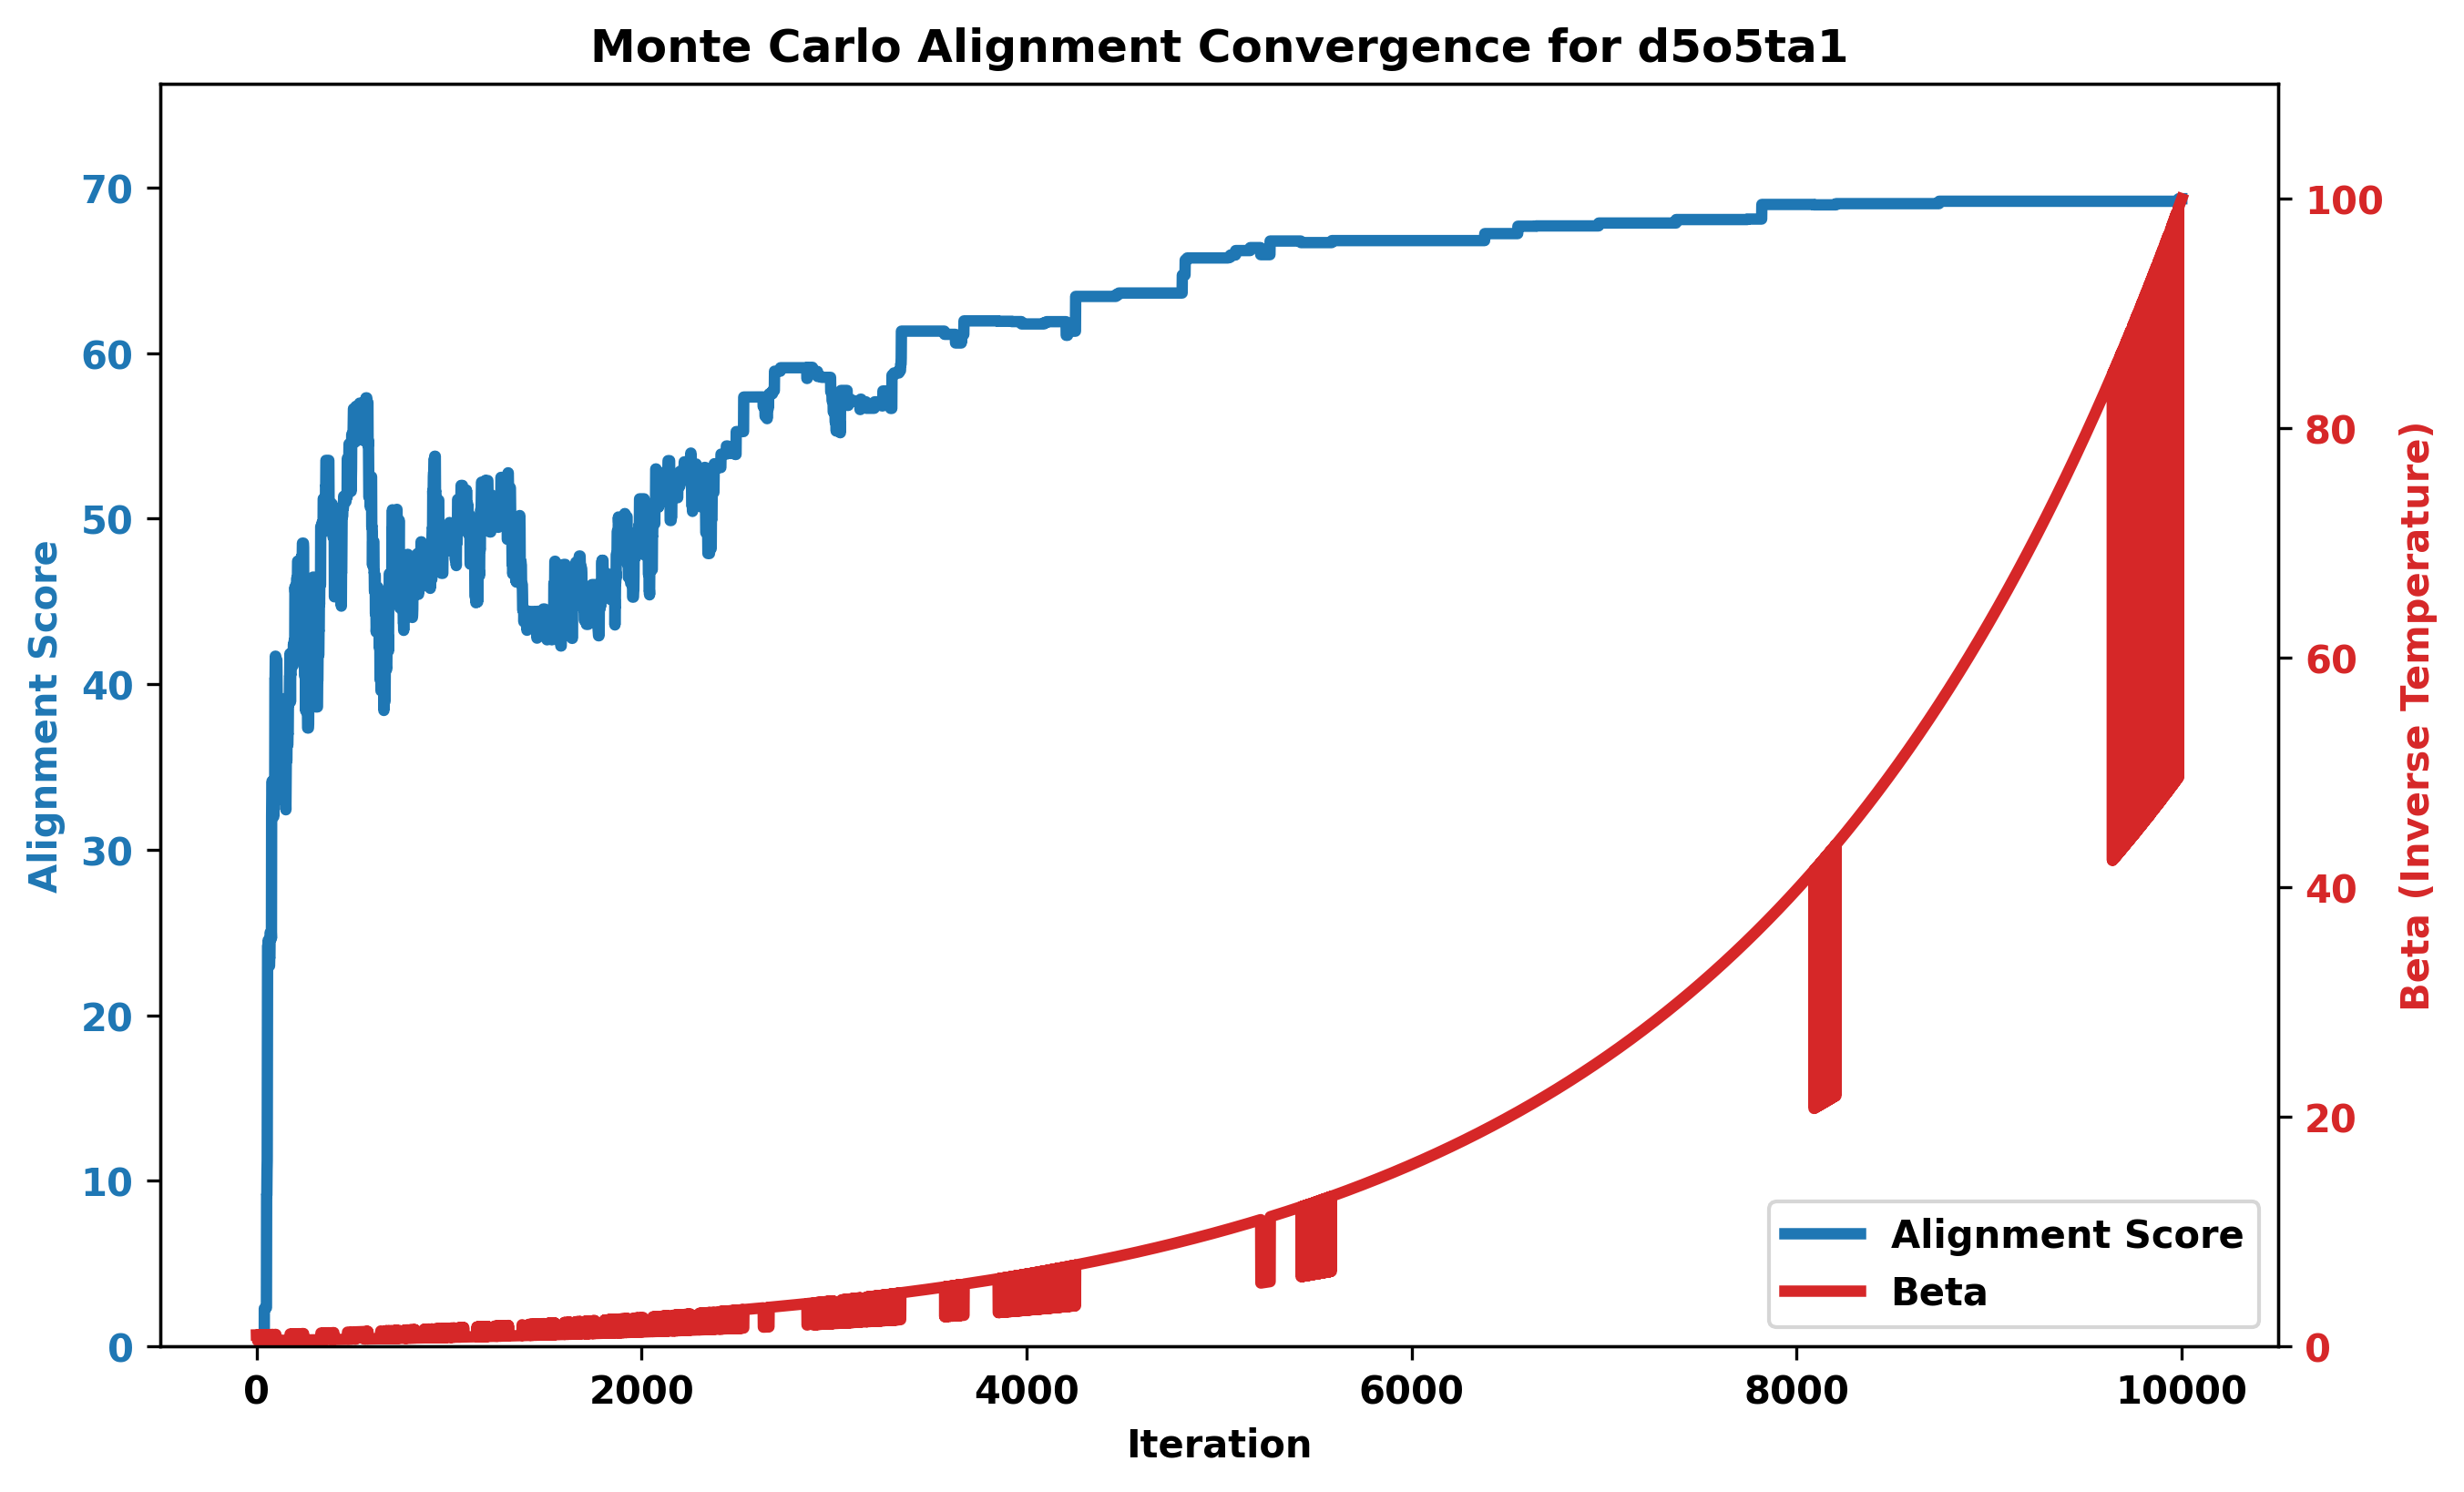 Monte Carlo Alignment Convergence for d5o5ta1
70
60
50
40
30
20
10
0
Alignment Score
100
80
60
40
20
0
Beta (Inverse Temperature)
0 2000 4000 6000 8000 10000
Iteration
Alignment Score
Beta